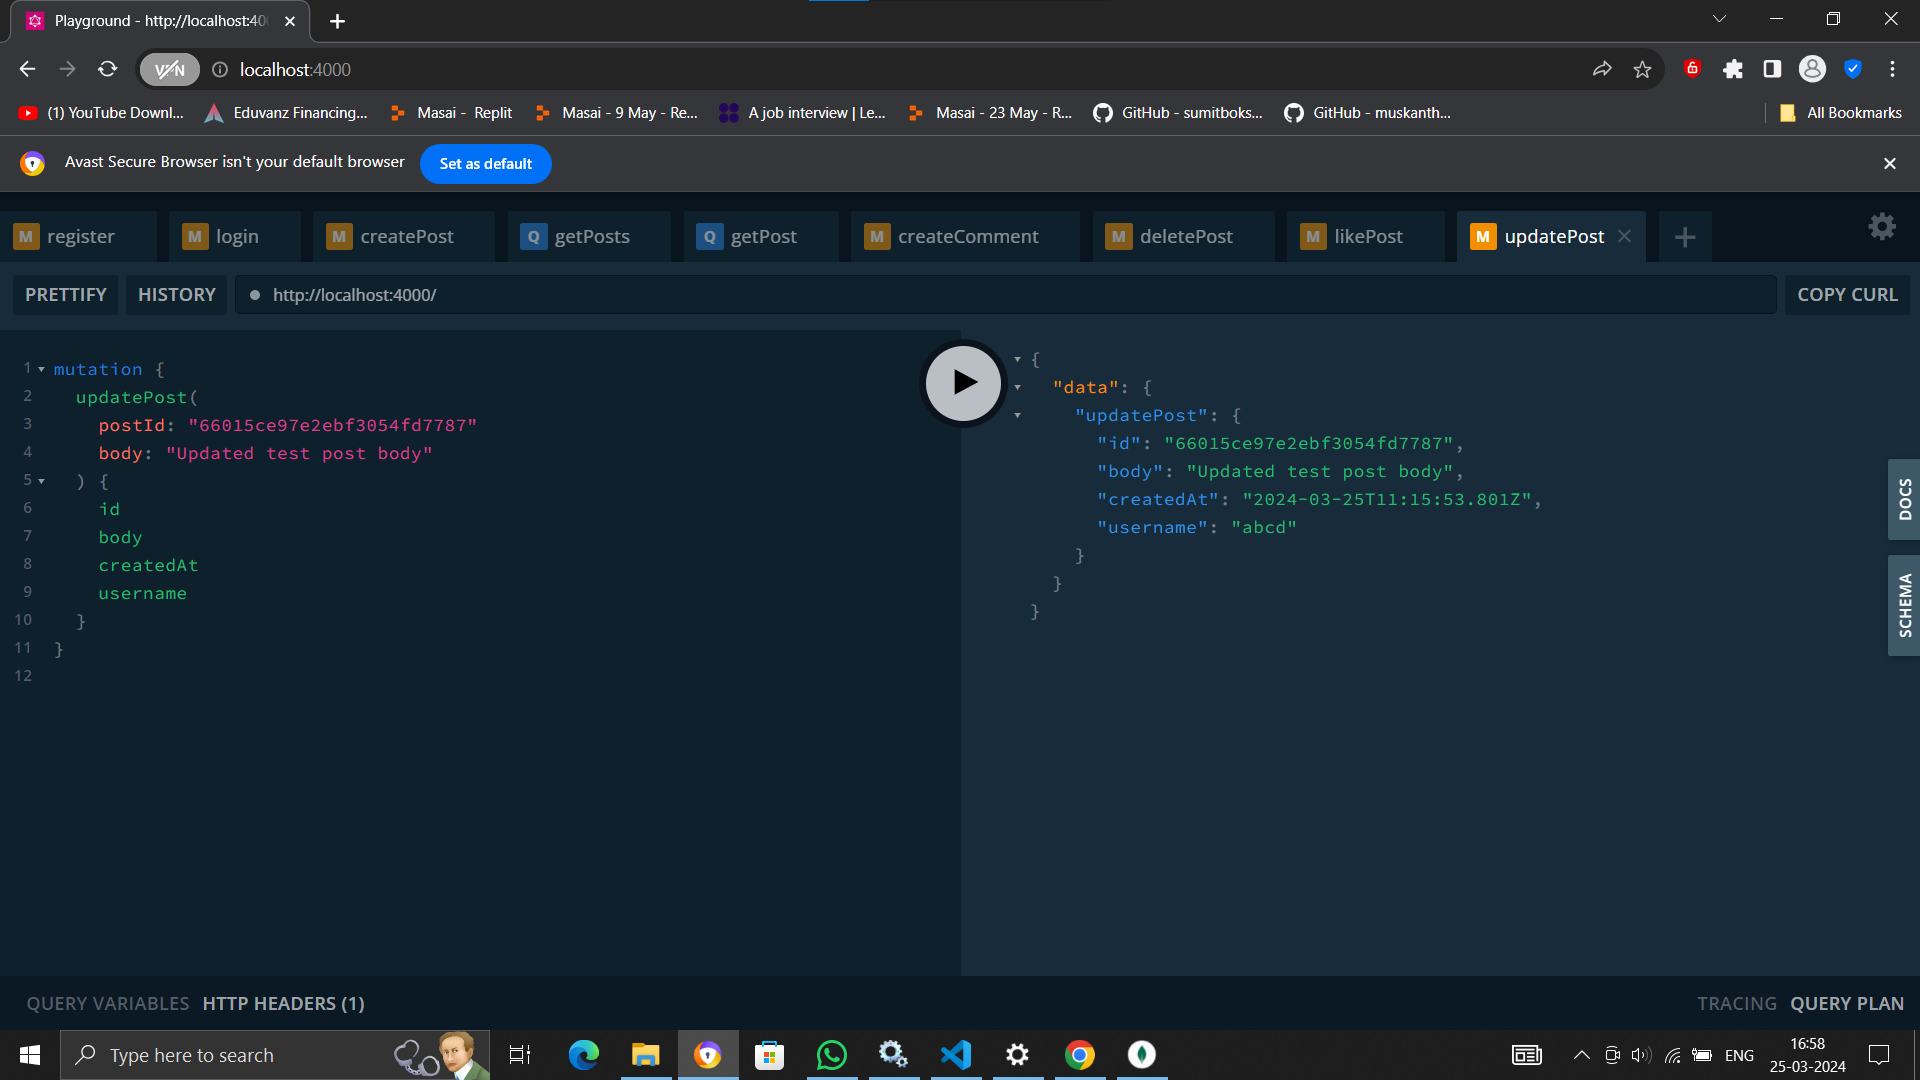 Playground - http://localhost:40
VPN
localhost:4000
(1) YouTube Downl...
Eduvanz Financing...
Masai - Replit
Masai - 9 May - Re...
A job interview | Le...
Masai - 23 May - R...
GitHub - sumitboks...
GitHub - muskanth...
All Bookmarks
Avast Secure Browser isn't your default browser
Set as default
M register
M login
M createPost
Q getPosts
Q getPost
M createComment
M deletePost
M likePost
M updatePost
PRETTIFY
HISTORY
http://localhost:4000/
COPY CURL
1 mutation {
2 updatePost(
3 postId: "66015ce97e2ebf3054fd7787"
4 body: "Updated test post body"
5 ) {
6 id
7 body
8 createdAt
9 username
10 }
11 }
12
{
"data": {
"updatePost": {
"id": "66015ce97e2ebf3054fd7787",
"body": "Updated test post body",
"createdAt": "2024-03-25T11:15:53.801Z",
"username": "abcd"
}
}
}
DOCS
SCHEMA
QUERY VARIABLES
HTTP HEADERS (1)
TRACING
QUERY PLAN
Type here to search
ENG
16:58
25-03-2024